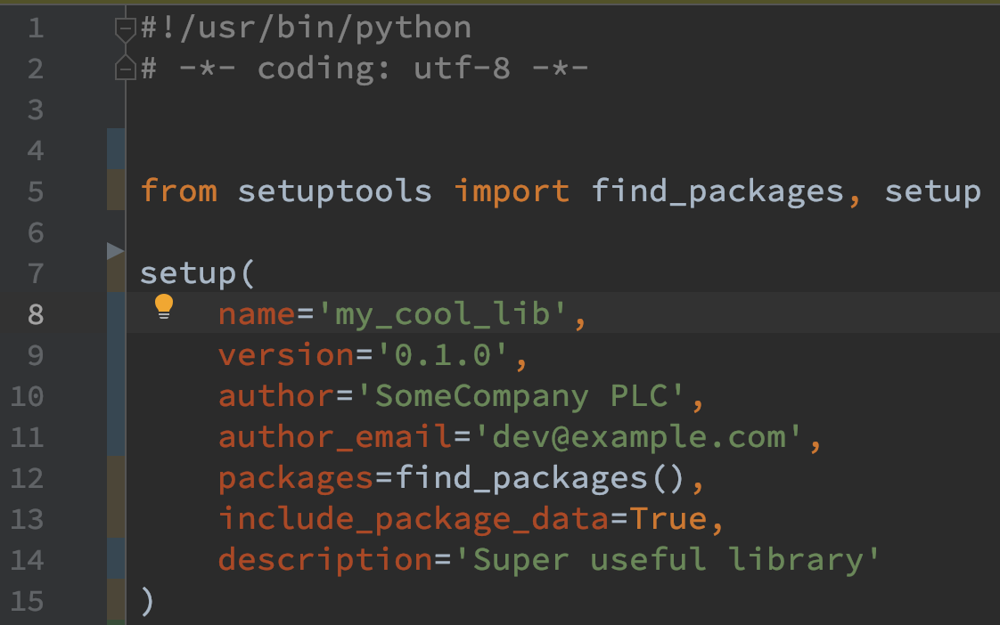 1 #!/usr/bin/python
2 # -*- coding: utf-8 -*-
3
4
5 from setuptools import find_packages, setup
6
7 setup(
8     name='my_cool_lib',
9     version='0.1.0',
10     author='SomeCompany PLC',
11     author_email='dev@example.com',
12     packages=find_packages(),
13     include_package_data=True,
14     description='Super useful library'
15 )